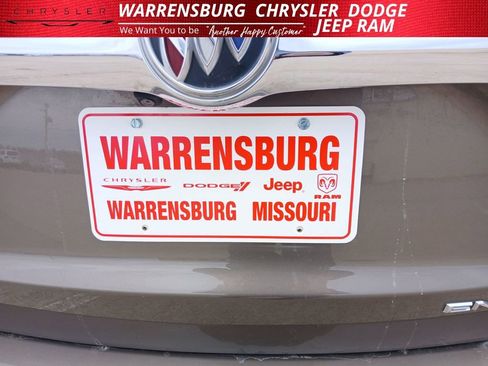 WARRENSBURG CHRYSLER DODGE
CHRYSLER
JEEP RAM
We Want You to be "Another Happy Customer"
WARRENSBURG
CHRYSLER DODGE Jeep RAM
WARRENSBURG MISSOURI